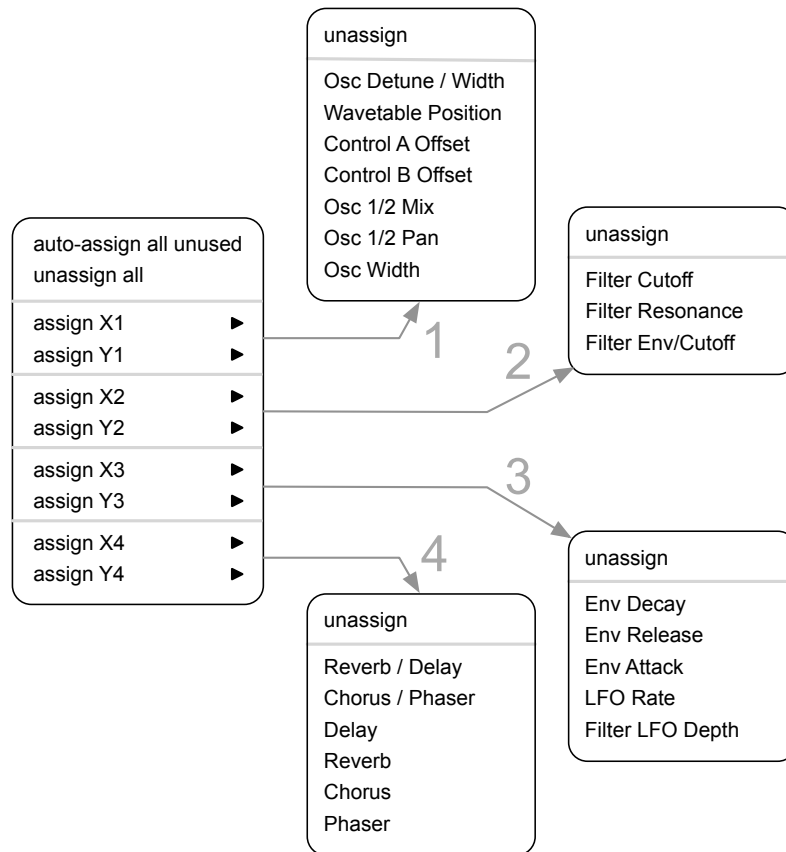 unassign
Osc Detune / Width
Wavetable Position
Control A Offset
Control B Offset
Osc 1/2 Mix
Osc 1/2 Pan
Osc Width
auto-assign all unused
unassign all
assign X1
assign Y1
assign X2
assign Y2
assign X3
assign Y3
assign X4
assign Y4
1
2
3
4
unassign
Filter Cutoff
Filter Resonance
Filter Env/Cutoff
unassign
Env Decay
Env Release
Env Attack
LFO Rate
Filter LFO Depth
unassign
Reverb / Delay
Chorus / Phaser
Delay
Reverb
Chorus
Phaser